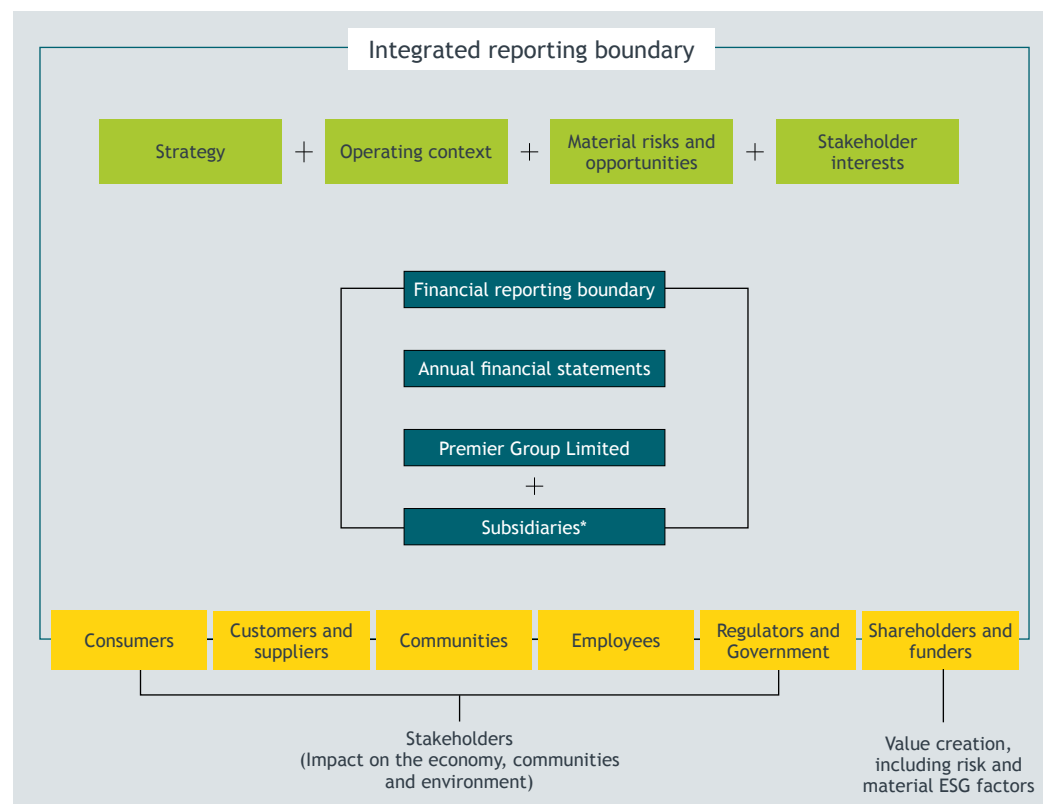 Integrated reporting boundary
Strategy
+
Operating context
+
Material risks and
opportunities
+
Stakeholder
interests
Financial reporting boundary
Annual financial statements
Premier Group Limited
+
Subsidiaries*
Consumers
Customers and
suppliers
Communities
Employees
Regulators and
Government
Shareholders and
funders
Stakeholders
(Impact on the economy, communities
and environment)
Value creation,
including risk and
material ESG factors